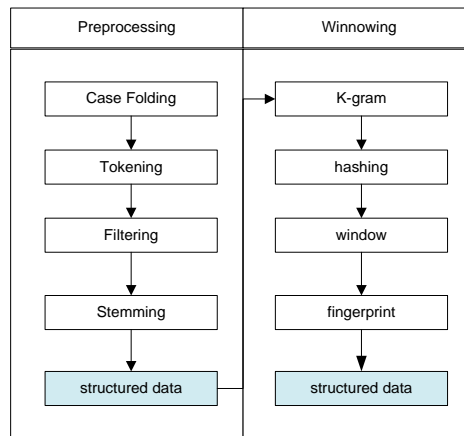 Preprocessing
Winnowing
Case Folding
Tokening
Filtering
Stemming
structured data
K-gram
hashing
window
fingerprint
structured data